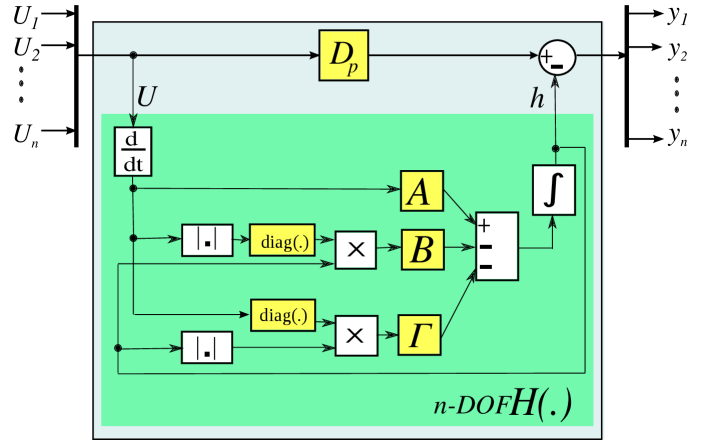 U1 y1
U2 Dp + - y2
U h
Un yn
d
dt
A ∫
+
|.| diag(.) × B -
-
diag(.)
|.| × Γ
n-DOF H(.)